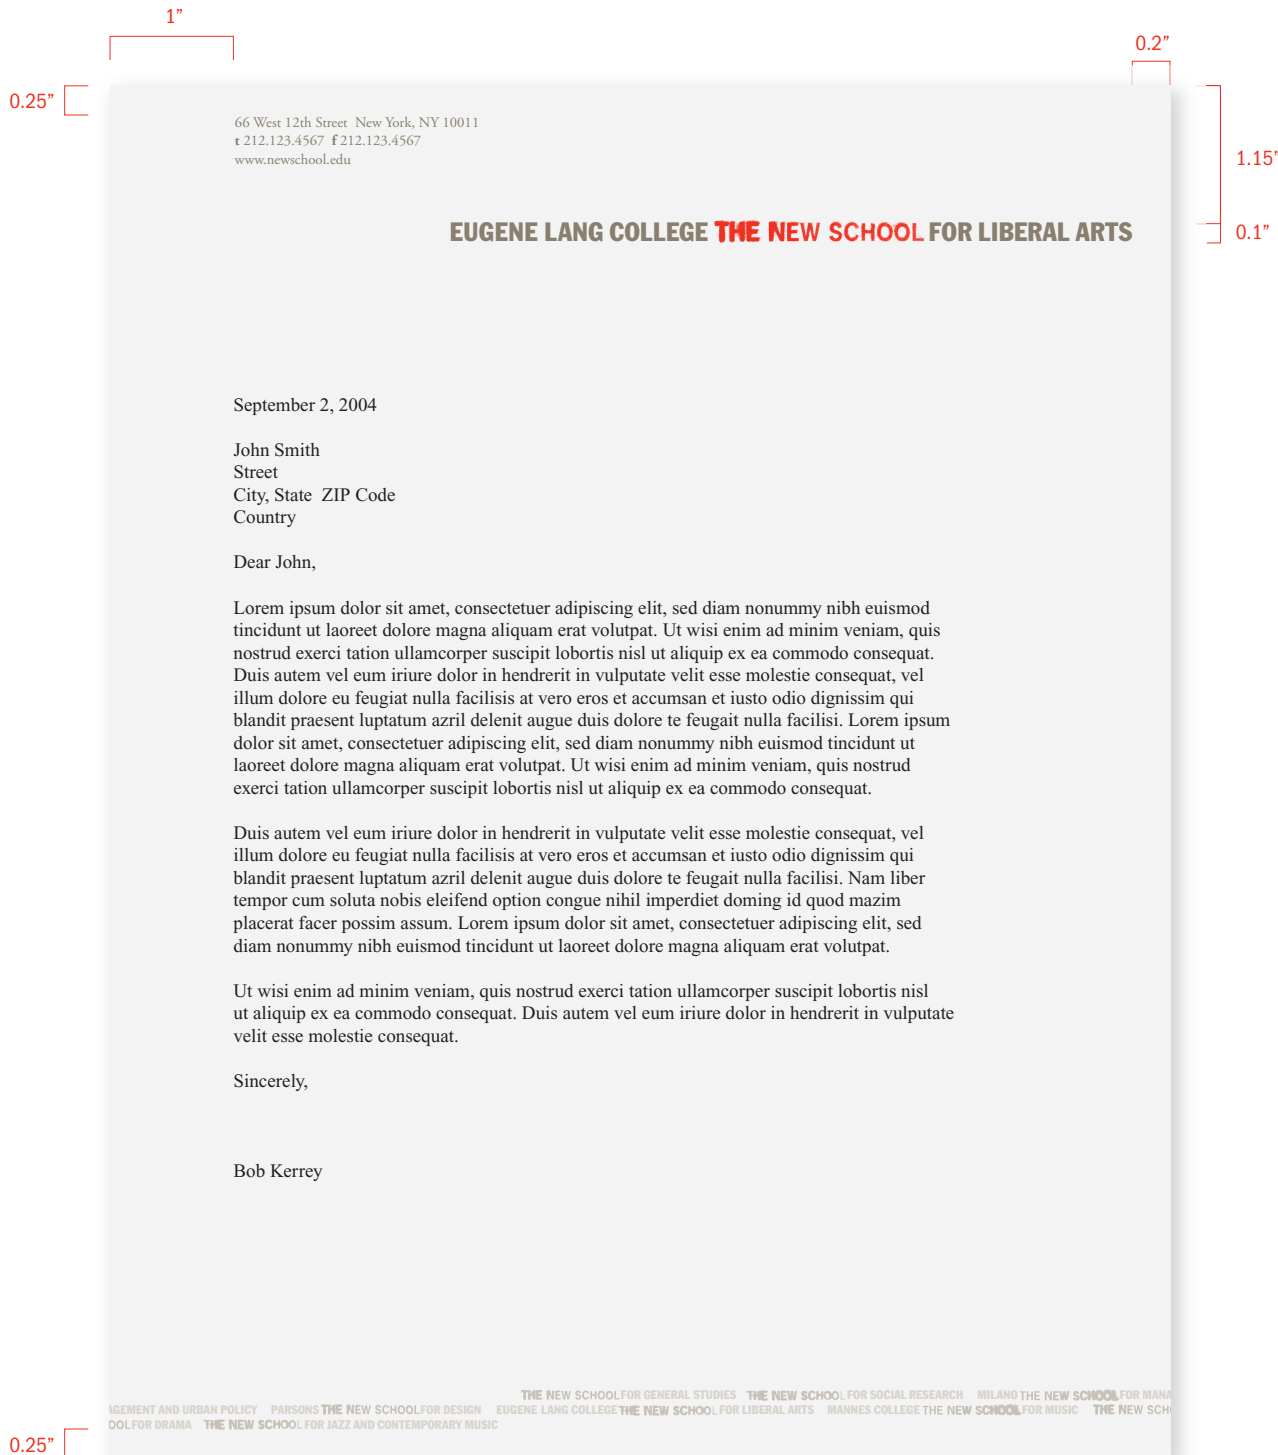 1”
0.2”
0.25”
66 West 12th Street  New York, NY 10011
t 212.123.4567  f 212.123.4567
www.newschool.edu
1.15”
EUGENE LANG COLLEGE THE NEW SCHOOL FOR LIBERAL ARTS
0.1”
September 2, 2004
John Smith
Street
City, State  ZIP Code
Country
Dear John,
Lorem ipsum dolor sit amet, consectetuer adipiscing elit, sed diam nonummy nibh euismod
tincidunt ut laoreet dolore magna aliquam erat volutpat. Ut wisi enim ad minim veniam, quis
nostrud exerci tation ullamcorper suscipit lobortis nisl ut aliquip ex ea commodo consequat.
Duis autem vel eum iriure dolor in hendrerit in vulputate velit esse molestie consequat, vel
illum dolore eu feugiat nulla facilisis at vero eros et accumsan et iusto odio dignissim qui
blandit praesent luptatum azril delenit augue duis dolore te feugait nulla facilisi. Lorem ipsum
dolor sit amet, consectetuer adipiscing elit, sed diam nonummy nibh euismod tincidunt ut
laoreet dolore magna aliquam erat volutpat. Ut wisi enim ad minim veniam, quis nostrud
exerci tation ullamcorper suscipit lobortis nisl ut aliquip ex ea commodo consequat.
Duis autem vel eum iriure dolor in hendrerit in vulputate velit esse molestie consequat, vel
illum dolore eu feugiat nulla facilisis at vero eros et accumsan et iusto odio dignissim qui
blandit praesent luptatum azril delenit augue duis dolore te feugait nulla facilisi. Nam liber
tempor cum soluta nobis eleifend option congue nihil imperdiet doming id quod mazim
placerat facer possim assum. Lorem ipsum dolor sit amet, consectetuer adipiscing elit, sed
diam nonummy nibh euismod tincidunt ut laoreet dolore magna aliquam erat volutpat.
Ut wisi enim ad minim veniam, quis nostrud exerci tation ullamcorper suscipit lobortis nisl
ut aliquip ex ea commodo consequat. Duis autem vel eum iriure dolor in hendrerit in vulputate
velit esse molestie consequat.
Sincerely,
Bob Kerrey
THE NEW SCHOOL FOR GENERAL STUDIES  THE NEW SCHOOL FOR SOCIAL RESEARCH  MILANO THE NEW SCHOOL FOR MANA
AGEMENT AND URBAN POLICY  PARSONS THE NEW SCHOOL FOR DESIGN  EUGENE LANG COLLEGE THE NEW SCHOOL FOR LIBERAL ARTS  MANNES COLLEGE THE NEW SCHOOL FOR MUSIC  THE NEW SCH
OOL FOR DRAMA  THE NEW SCHOOL FOR JAZZ AND CONTEMPORARY MUSIC
0.25”